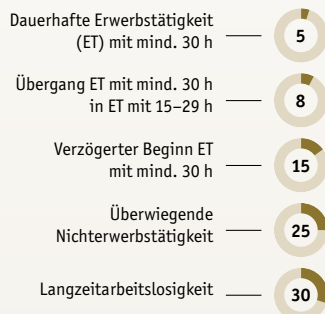 Dauerhafte Erwerbstätigkeit
(ET) mit mind. 30 h
5
Übergang ET mit mind. 30 h
in ET mit 15–29 h
8
Verzögerter Beginn ET
mit mind. 30 h
15
Überwiegende
Nichterwerbstätigkeit
25
Langzeitarbeitslosigkeit
30